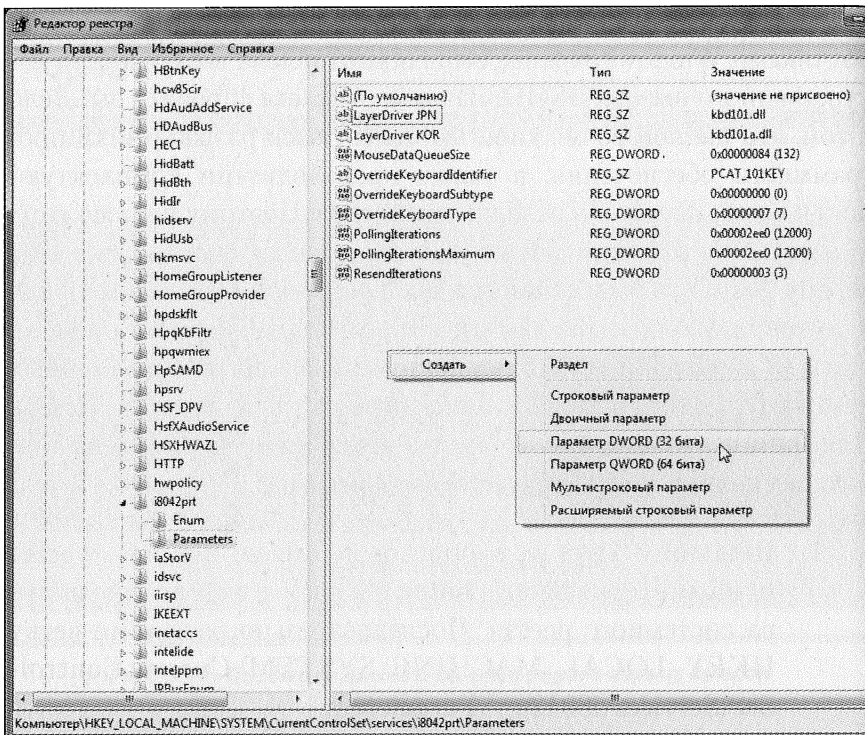 Редактор реестра
Файл Правка Вид Избранное Справка
HBtnKey
hcw85cir
HdAudAddService
HDAudBus
HECI
HidBatt
HidBth
HidIr
hidserv
HidUsb
hkmsvc
HomeGroupListener
HomeGroupProvider
hpdskflt
HpqKbFiltr
hpqwmiex
HpSAMD
hpsrv
HSF_DPV
HsfXAudioService
HSXHWAZL
HTTP
hwpolicy
i8042prt
Enum
Parameters
iaStorV
idsvc
iirsp
IKEEXT
inetaccs
intelide
intelppm
IPBusEnum
Имя Тип Значение
(По умолчанию) REG_SZ (значение не присвоено)
LayerDriver JPN REG_SZ kbd101.dll
LayerDriver KOR REG_SZ kbd101a.dll
MouseDataQueueSize REG_DWORD 0x00000084 (132)
OverrideKeyboardIdentifier REG_SZ PCAT_101KEY
OverrideKeyboardSubtype REG_DWORD 0x00000000 (0)
OverrideKeyboardType REG_DWORD 0x00000007 (7)
PollingIterations REG_DWORD 0x00002ee0 (12000)
PollingIterationsMaximum REG_DWORD 0x00002ee0 (12000)
ResendIterations REG_DWORD 0x00000003 (3)
Создать
Раздел
Строковый параметр
Двоичный параметр
Параметр DWORD (32 бита)
Параметр QWORD (64 бита)
Мультистроковый параметр
Расширяемый строковый параметр
Компьютер\HKEY_LOCAL_MACHINE\SYSTEM\CurrentControlSet\services\i8042prt\Parameters